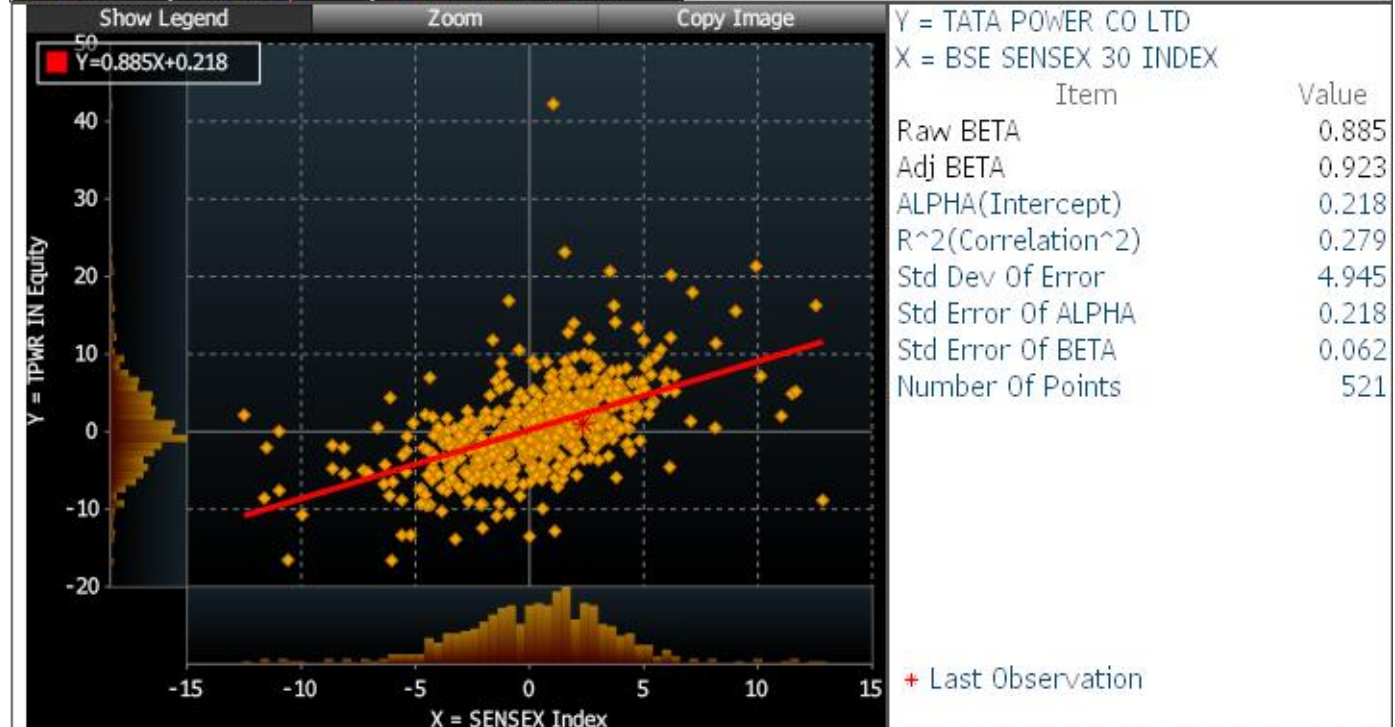 Show Legend Zoom Copy Image
Y = TATA POWER CO LTD
X = BSE SENSEX 30 INDEX
Item Value
Raw BETA 0.885
Adj BETA 0.923
ALPHA(Intercept) 0.218
R^2(Correlation^2) 0.279
Std Dev Of Error 4.945
Std Error Of ALPHA 0.218
Std Error Of BETA 0.062
Number Of Points 521
+ Last Observation
50
Y=0.885X+0.218
40
30
20
10
0
-10
-20
Y = TPWR IN Equity
-15 -10 -5 0 5 10 15
X = SENSEX Index